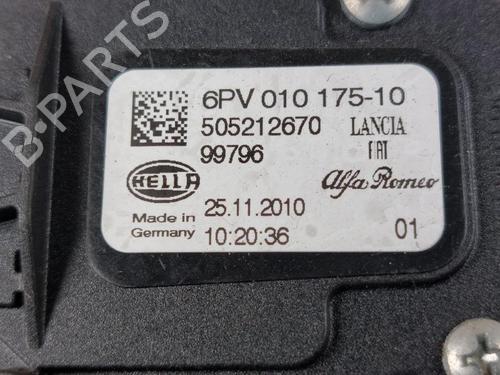 6PV 010 175-10
505212670 LANCIA
99796 FIAT
HELLA Alfa Romeo
Made in 25.11.2010
Germany 10:20:36 01
B-PARTS